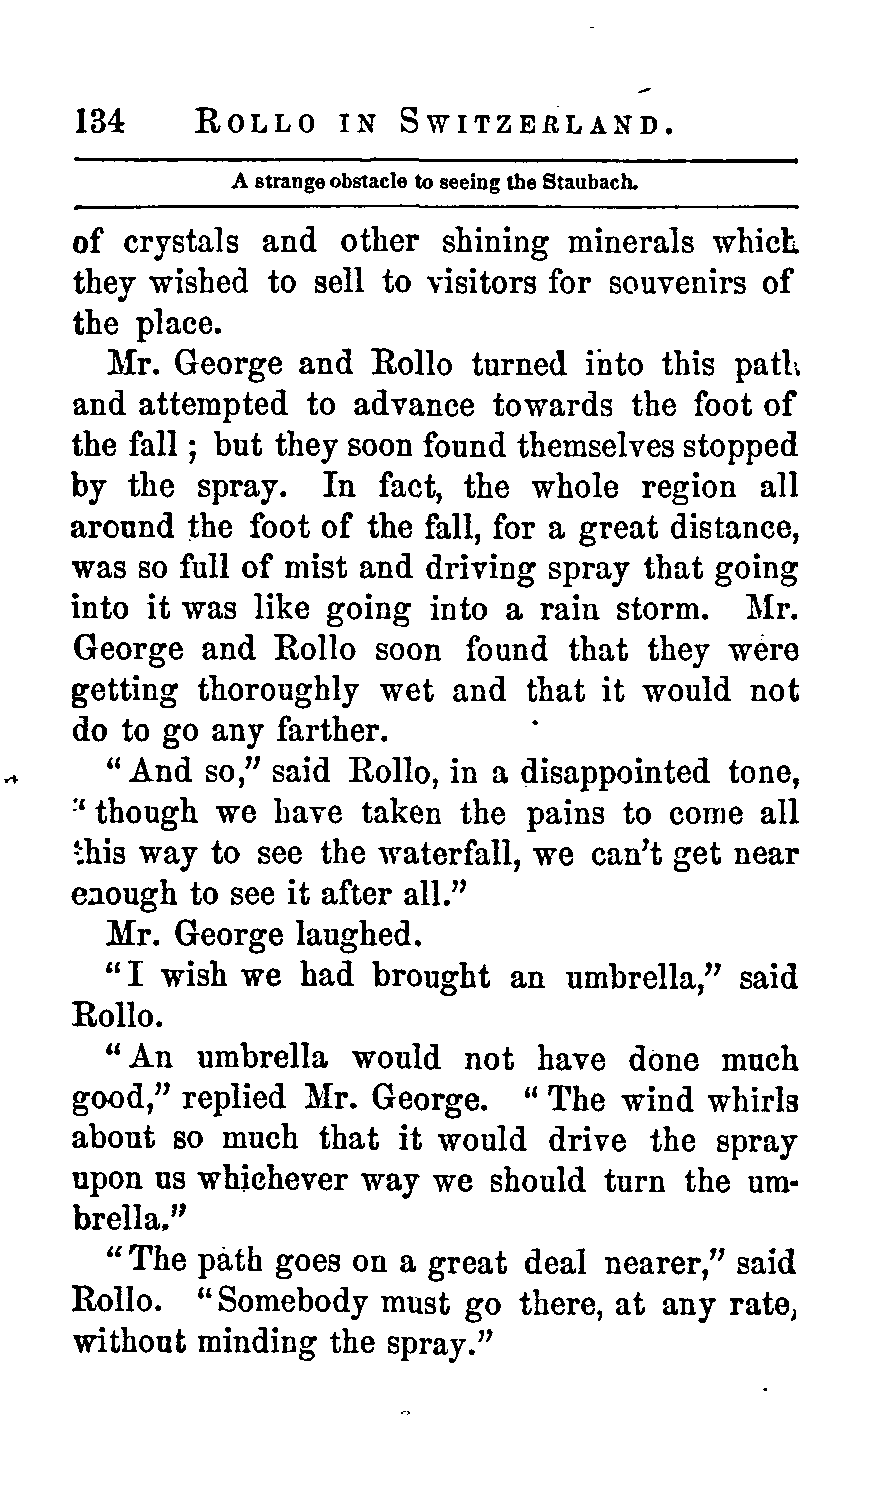 134 ROLLO IN SWITZERLAND.
A strange obstacle to seeing the Staubach.
of crystals and other shining minerals which
they wished to sell to visitors for souvenirs of
the place.
Mr. George and Rollo turned into this path
and attempted to advance towards the foot of
the fall; but they soon found themselves stopped
by the spray. In fact, the whole region all
around the foot of the fall, for a great distance,
was so full of mist and driving spray that going
into it was like going into a rain storm. Mr.
George and Rollo soon found that they were
getting thoroughly wet and that it would not
do to go any farther.
“And so,” said Rollo, in a disappointed tone,
“though we have taken the pains to come all
this way to see the waterfall, we can’t get near
enough to see it after all.”
Mr. George laughed.
“I wish we had brought an umbrella,” said
Rollo.
“An umbrella would not have done much
good,” replied Mr. George. “The wind whirls
about so much that it would drive the spray
upon us whichever way we should turn the um-
brella.”
“The path goes on a great deal nearer,” said
Rollo. “Somebody must go there, at any rate,
without minding the spray.”